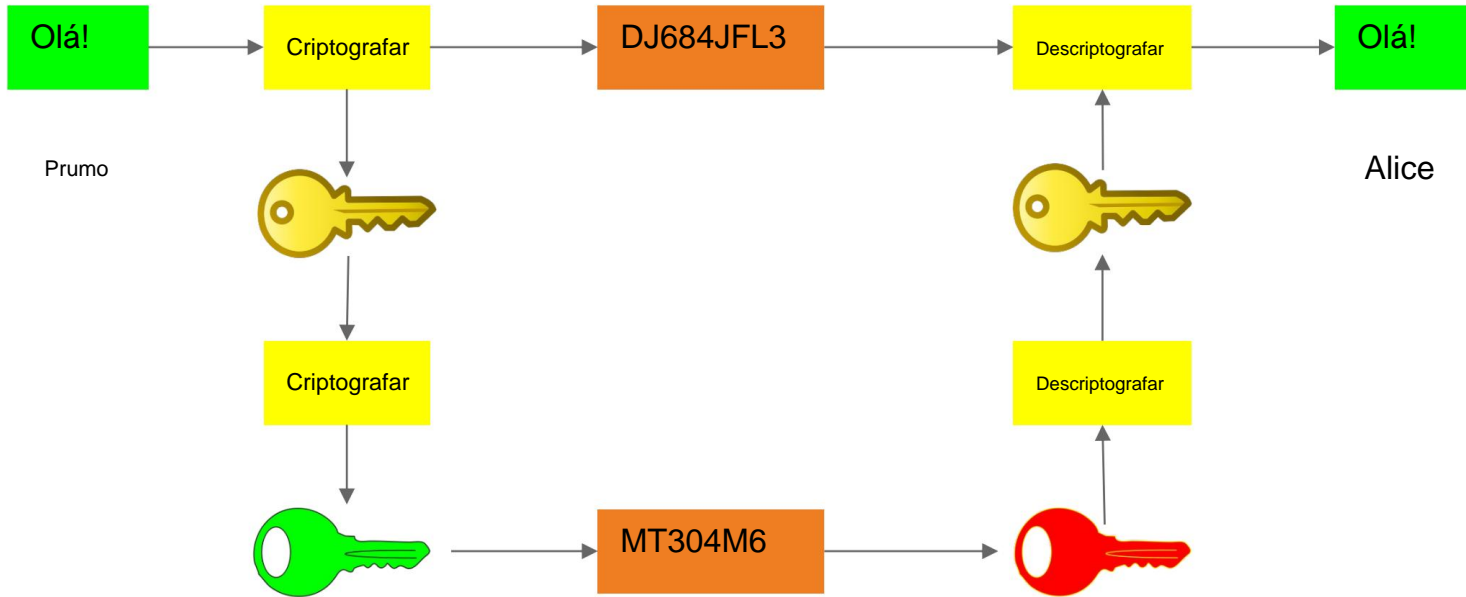 Olá!
Criptografar
DJ684JFL3
Descriptografar
Olá!
Prumo
Alice
Criptografar
Descriptografar
MT304M6